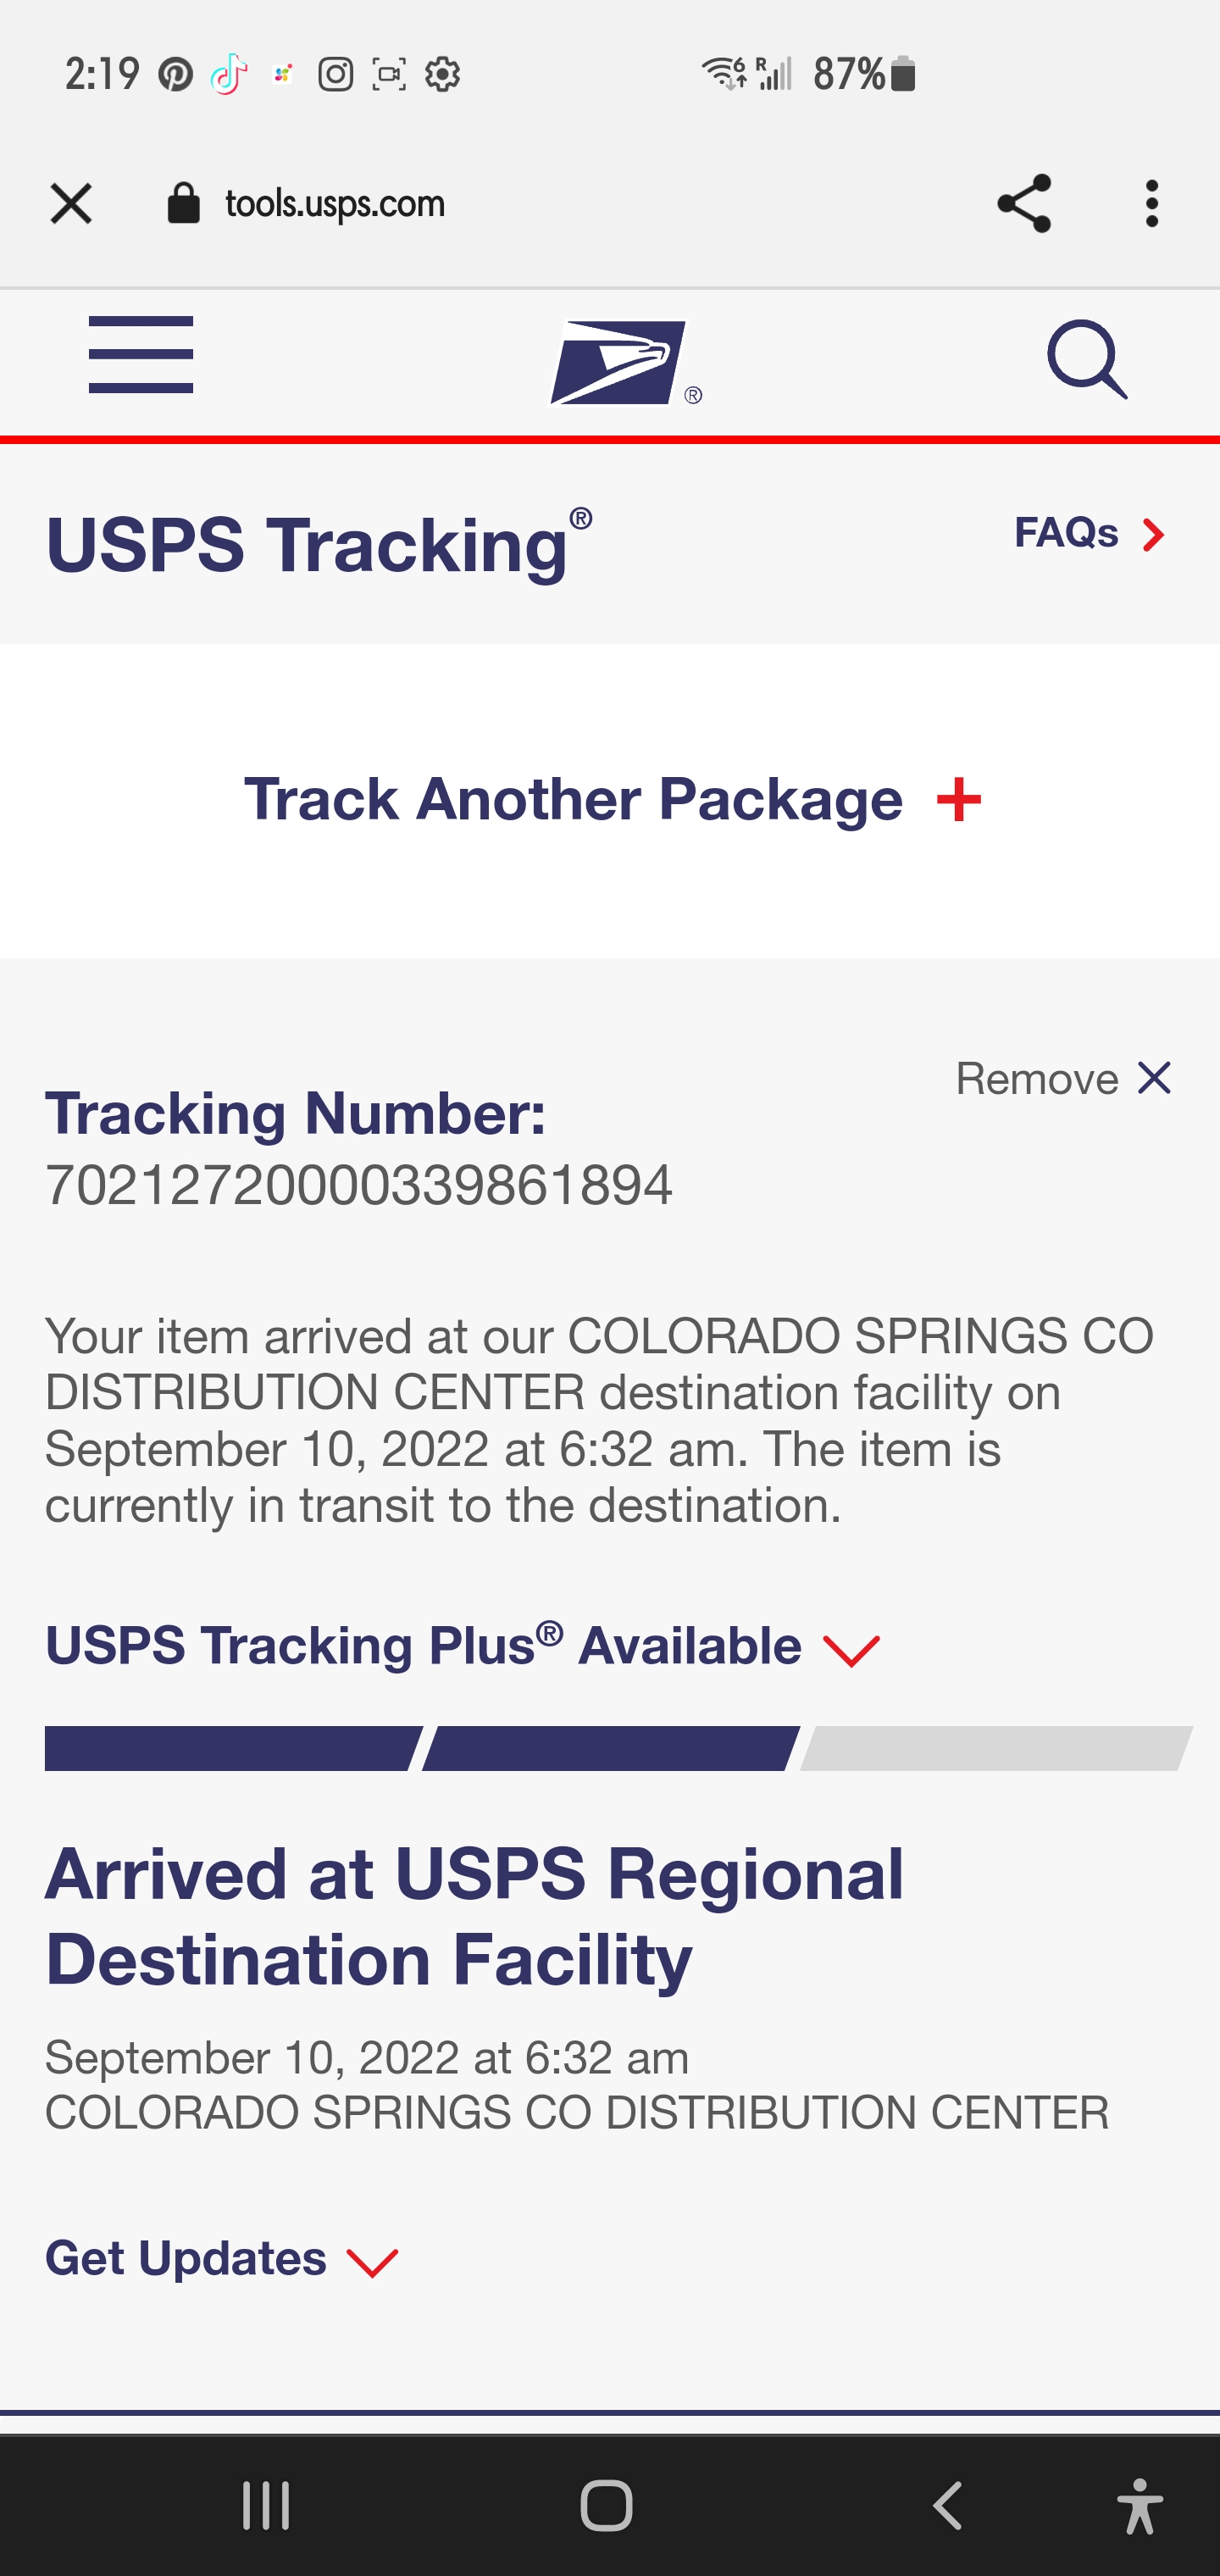 2:19
6 R 87%
tools.usps.com
®
USPS Tracking®
FAQs
Track Another Package +
Remove
Tracking Number:
70212720000339861894
Your item arrived at our COLORADO SPRINGS CO
DISTRIBUTION CENTER destination facility on
September 10, 2022 at 6:32 am. The item is
currently in transit to the destination.
USPS Tracking Plus® Available
Arrived at USPS Regional
Destination Facility
September 10, 2022 at 6:32 am
COLORADO SPRINGS CO DISTRIBUTION CENTER
Get Updates